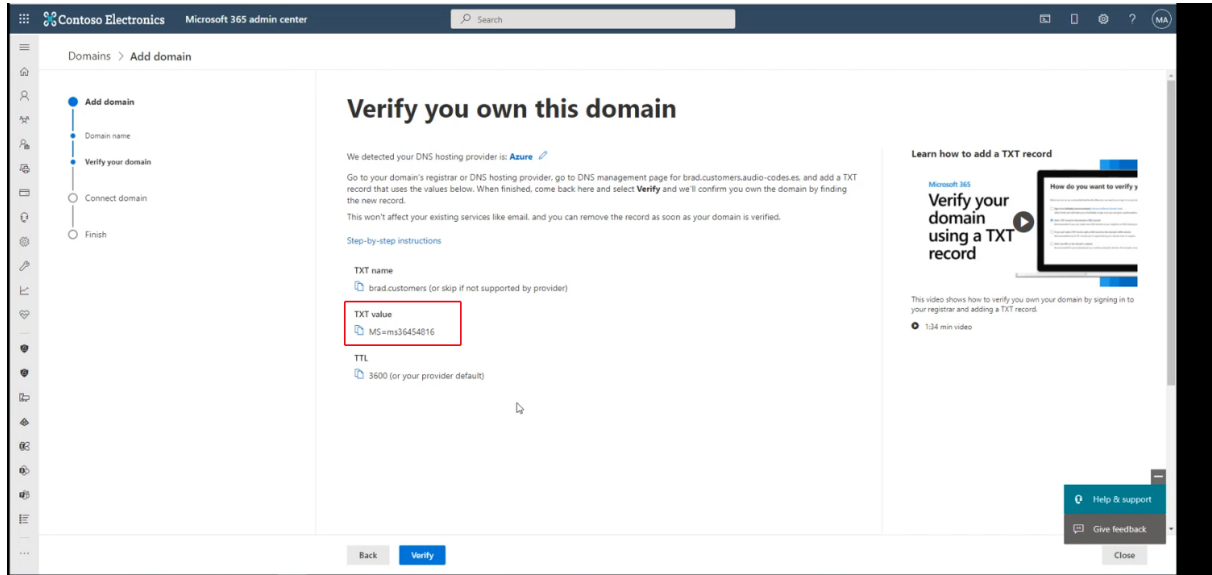 Contoso Electronics Microsoft 365 admin center
Search
MA
Domains > Add domain
Add domain
Domain name
Verify your domain
Connect domain
Finish
Verify you own this domain
We detected your DNS hosting provider is: Azure
Go to your domain's registrar or DNS hosting provider, go to DNS management page for brad.customers.audio-codes.es, and add a TXT
record that uses the values below. When finished, come back here and select Verify and we'll confirm you own the domain by finding
the new record.
This won't affect your existing services like email, and you can remove the record as soon as your domain is verified.
Step-by-step instructions
TXT name
brad.customers (or skip if not supported by provider)
TXT value
MS=ms36454816
TTL
3600 (or your provider default)
Back
Verify
Learn how to add a TXT record
Microsoft 365
Verify your
domain
using a TXT
record
How do you want to verify y
This video shows how to verify you own your domain by signing in to
your registrar and adding a TXT record.
1:34 min video
Help & support
Give feedback
Close